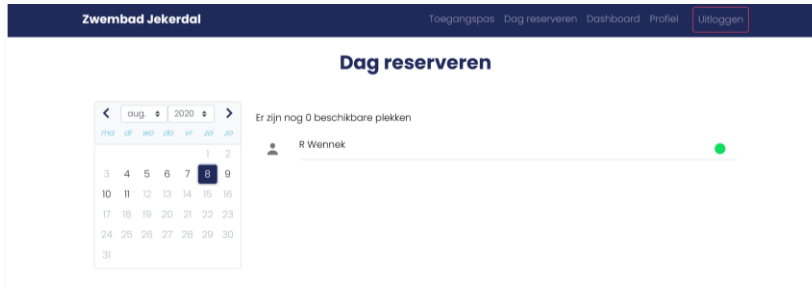 Zwembad Jekerdal
Toegangspas Dag reserveren Dashboard Profiel Uitloggen
Dag reserveren
aug. 2020
ma di wo do vr za zo
1 2
3 4 5 6 7 8 9
10 11 12 13 14 15 16
17 18 19 20 21 22 23
24 25 26 27 28 29 30
31
Er zijn nog 0 beschikbare plekken
R Wennek